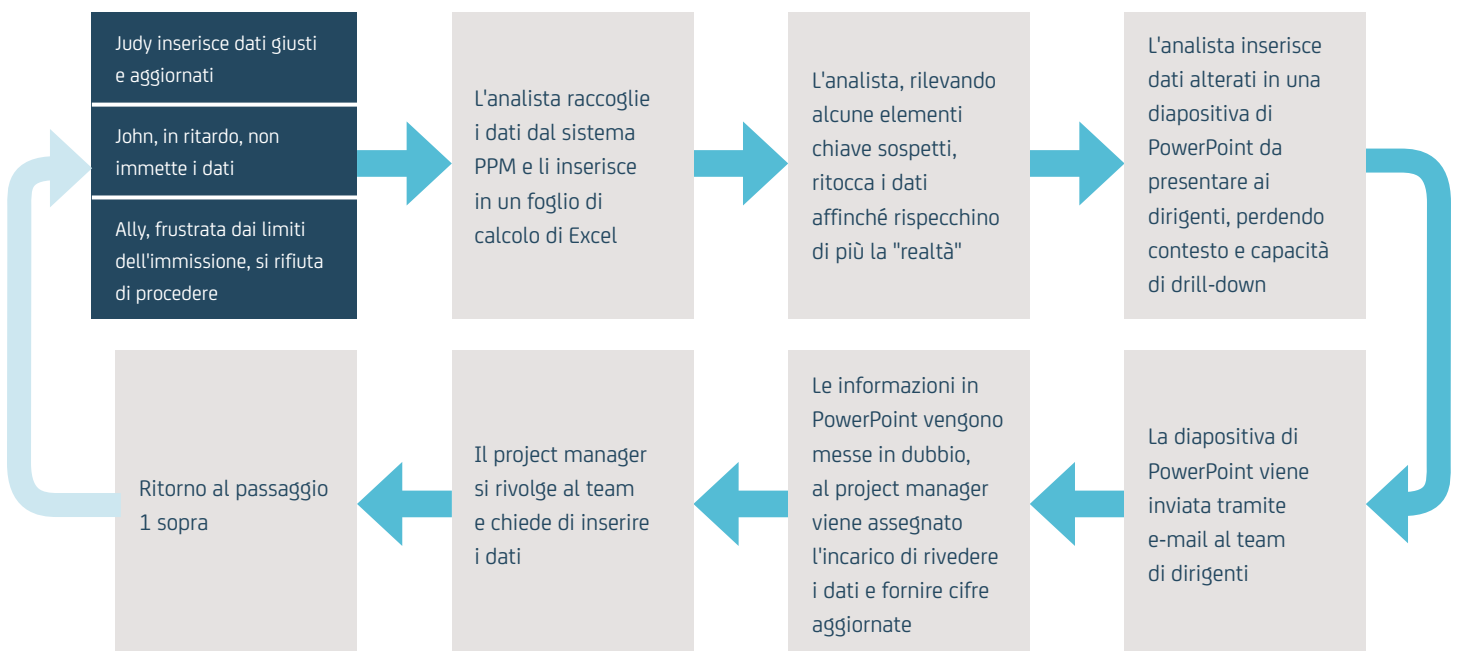 Judy inserisce dati giusti
e aggiornati
John, in ritardo, non
immette i dati
Ally, frustrata dai limiti
dell'immissione, si rifiuta
di procedere
L'analista raccoglie
i dati dal sistema
PPM e li inserisce
in un foglio di
calcolo di Excel
L'analista, rilevando
alcune elementi
chiave sospetti,
ritocca i dati
affinché rispecchino
di più la "realtà"
L'analista inserisce
dati alterati in una
diapositiva di
PowerPoint da
presentare ai
dirigenti, perdendo
contesto e capacità
di drill-down
La diapositiva di
PowerPoint viene
inviata tramite
e-mail al team
di dirigenti
Le informazioni in
PowerPoint vengono
messe in dubbio,
al project manager
viene assegnato
l'incarico di rivedere
i dati e fornire cifre
aggiornate
Il project manager
si rivolge al team
e chiede di inserire
i dati
Ritorno al passaggio
1 sopra